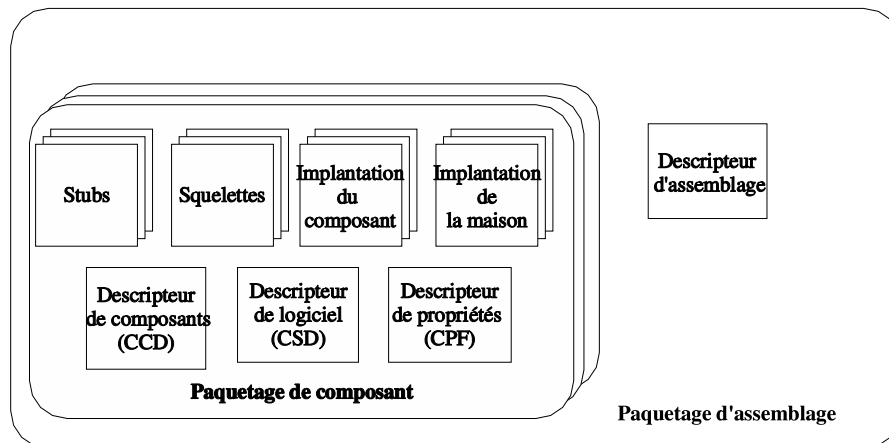 Stubs
Squelettes
Implantation
du
composant
Implantation
de
la maison
Descripteur
d'assemblage
Descripteur
de composants
(CCD)
Descripteur
de logiciel
(CSD)
Descripteur
de propriétés
(CPF)
Paquetage de composant
Paquetage d'assemblage